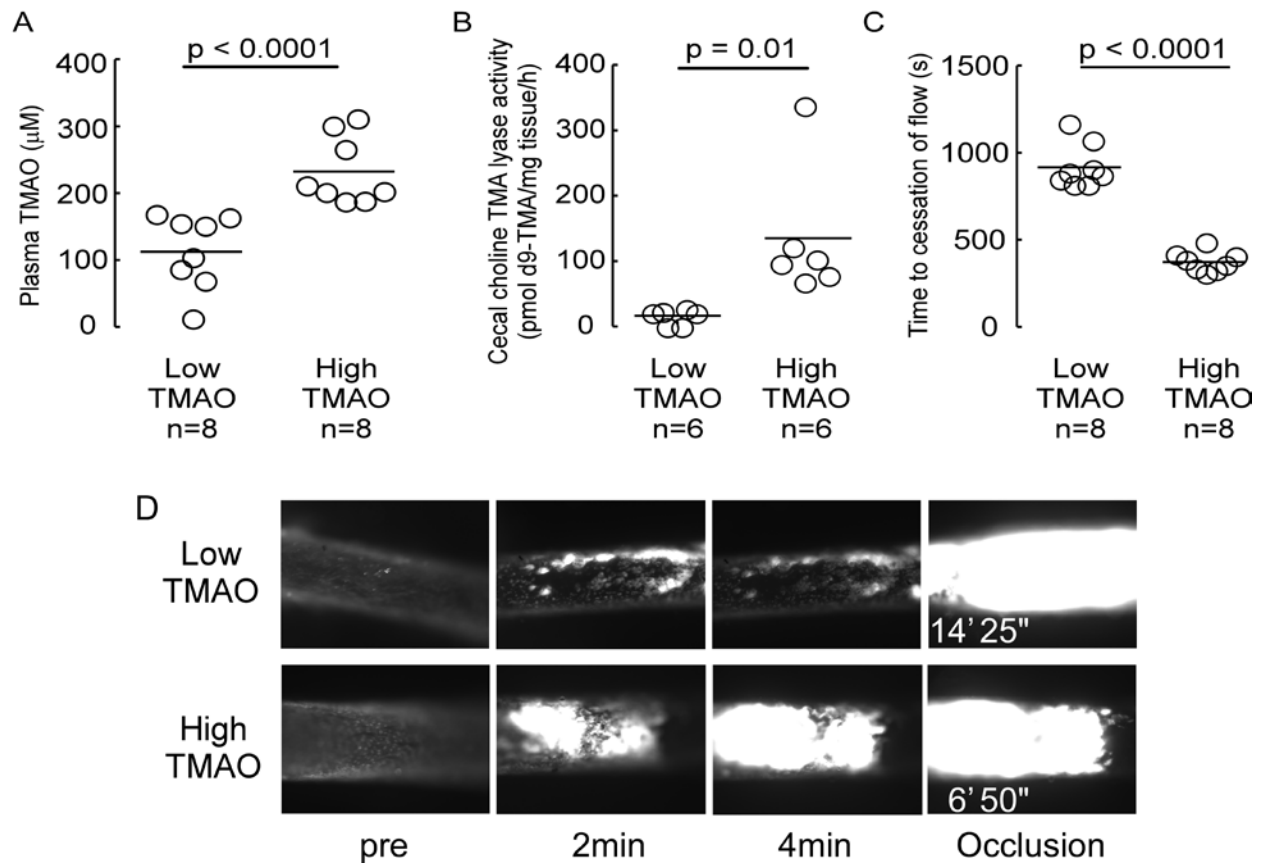 A
p < 0.0001
Plasma TMAO (μM)
400
300
200
100
0
Low
TMAO
n=8
High
TMAO
n=8
B
p = 0.01
Cecal choline TMA lyase activity
(pmol d9-TMA/mg tissue/h)
400
300
200
100
0
Low
TMAO
n=6
High
TMAO
n=6
C
p < 0.0001
Time to cessation of flow (s)
1500
1000
500
0
Low
TMAO
n=8
High
TMAO
n=8
D
Low
TMAO
14' 25"
High
TMAO
6' 50"
pre
2min
4min
Occlusion